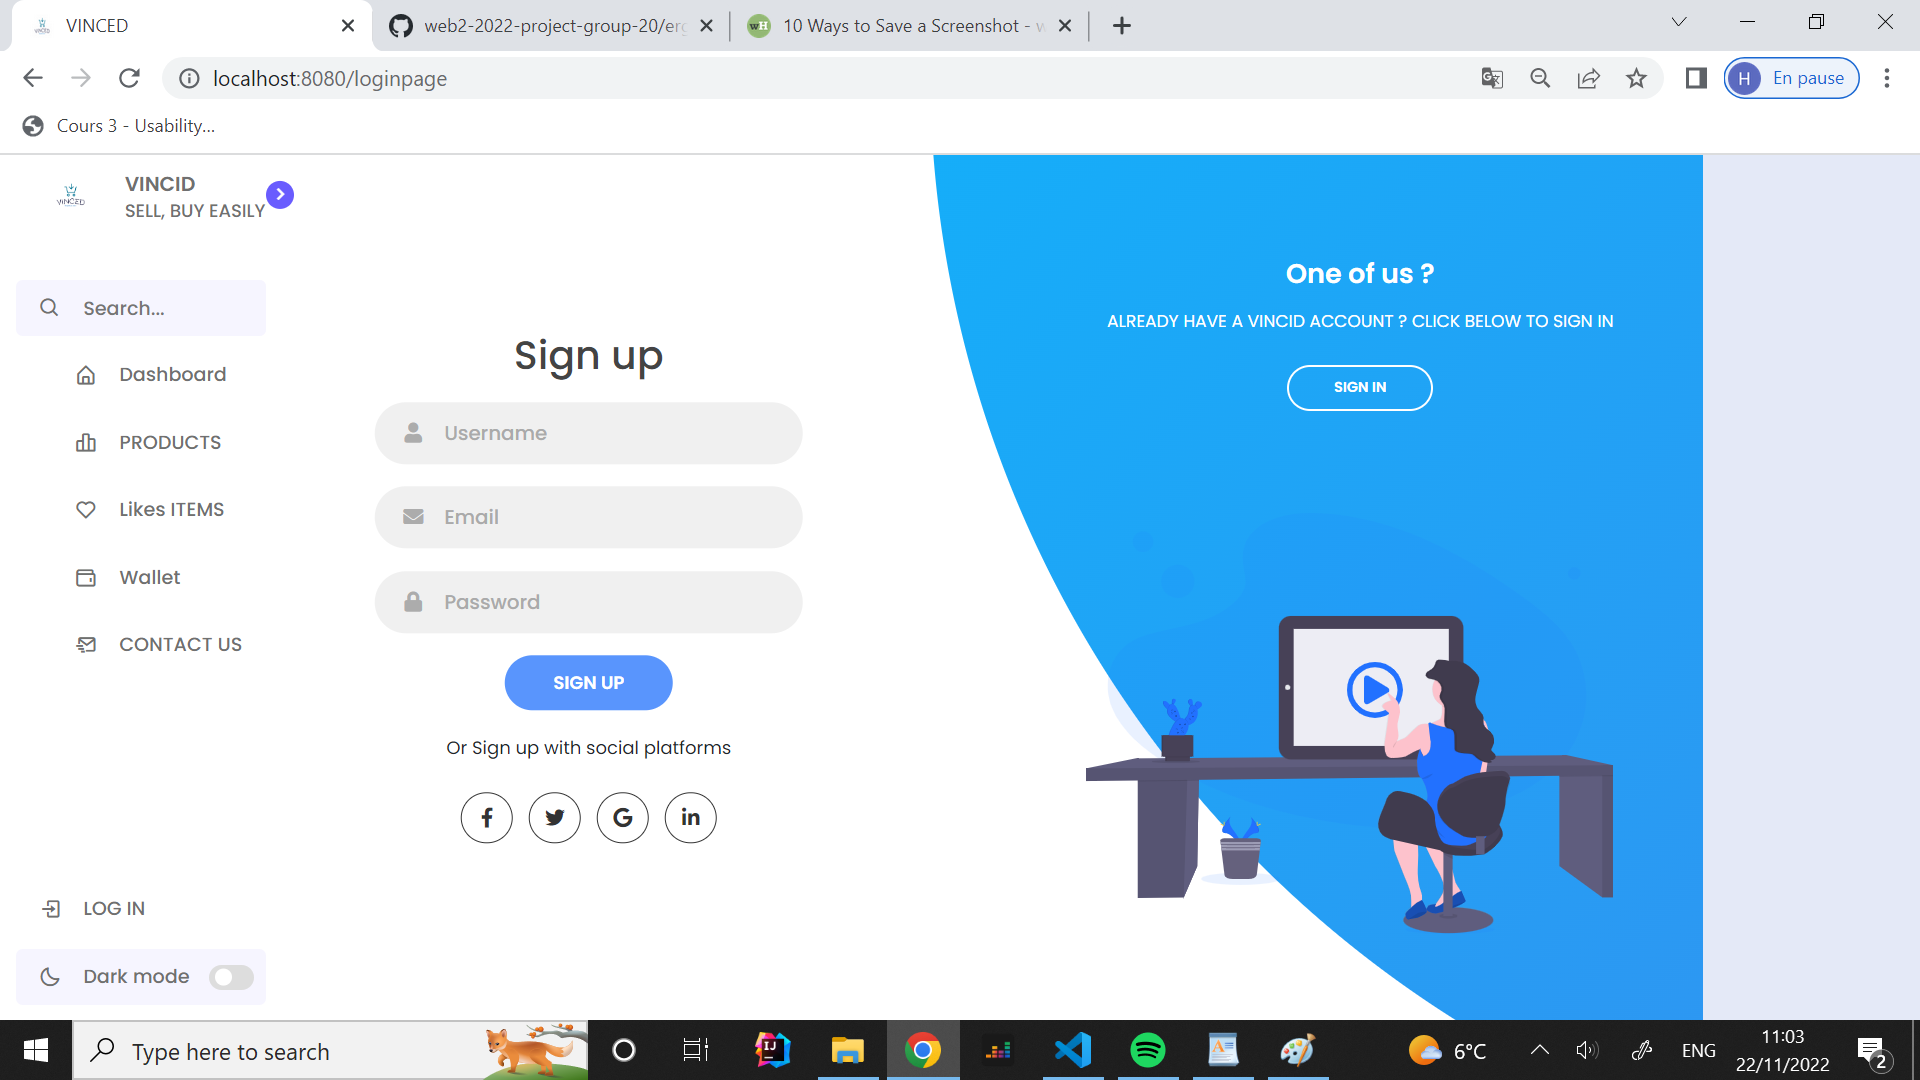 VINCED
web2-2022-project-group-20/erg
10 Ways to Save a Screenshot - w
localhost:8080/loginpage
H
En pause
Cours 3 - Usability...
VINCED
VINCID
SELL, BUY EASILY
Search...
Dashboard
PRODUCTS
Likes ITEMS
Wallet
CONTACT US
LOG IN
Dark mode
Sign up
Username
Email
Password
SIGN UP
Or Sign up with social platforms
One of us ?
ALREADY HAVE A VINCID ACCOUNT ? CLICK BELOW TO SIGN IN
SIGN IN
Type here to search
6°C
ENG
11:03
22/11/2022
2